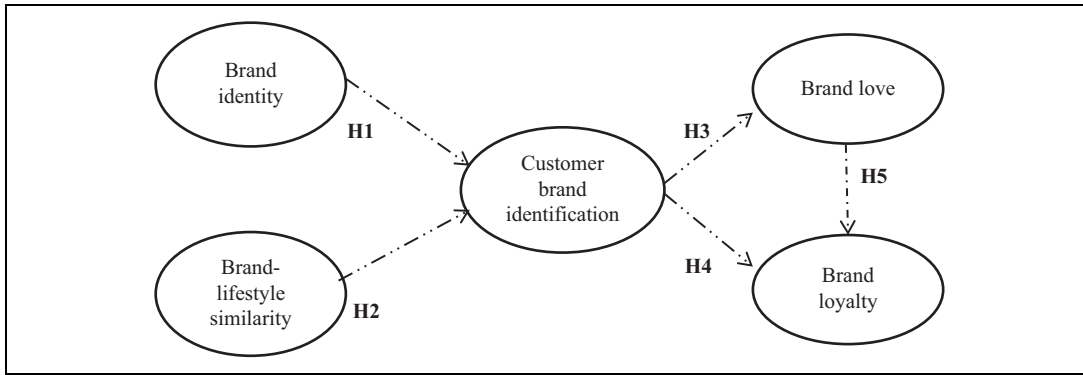 Brand
identity
H1
Brand-
lifestyle
similarity
H2
Customer
brand
identification
H3
H4
Brand love
H5
Brand
loyalty